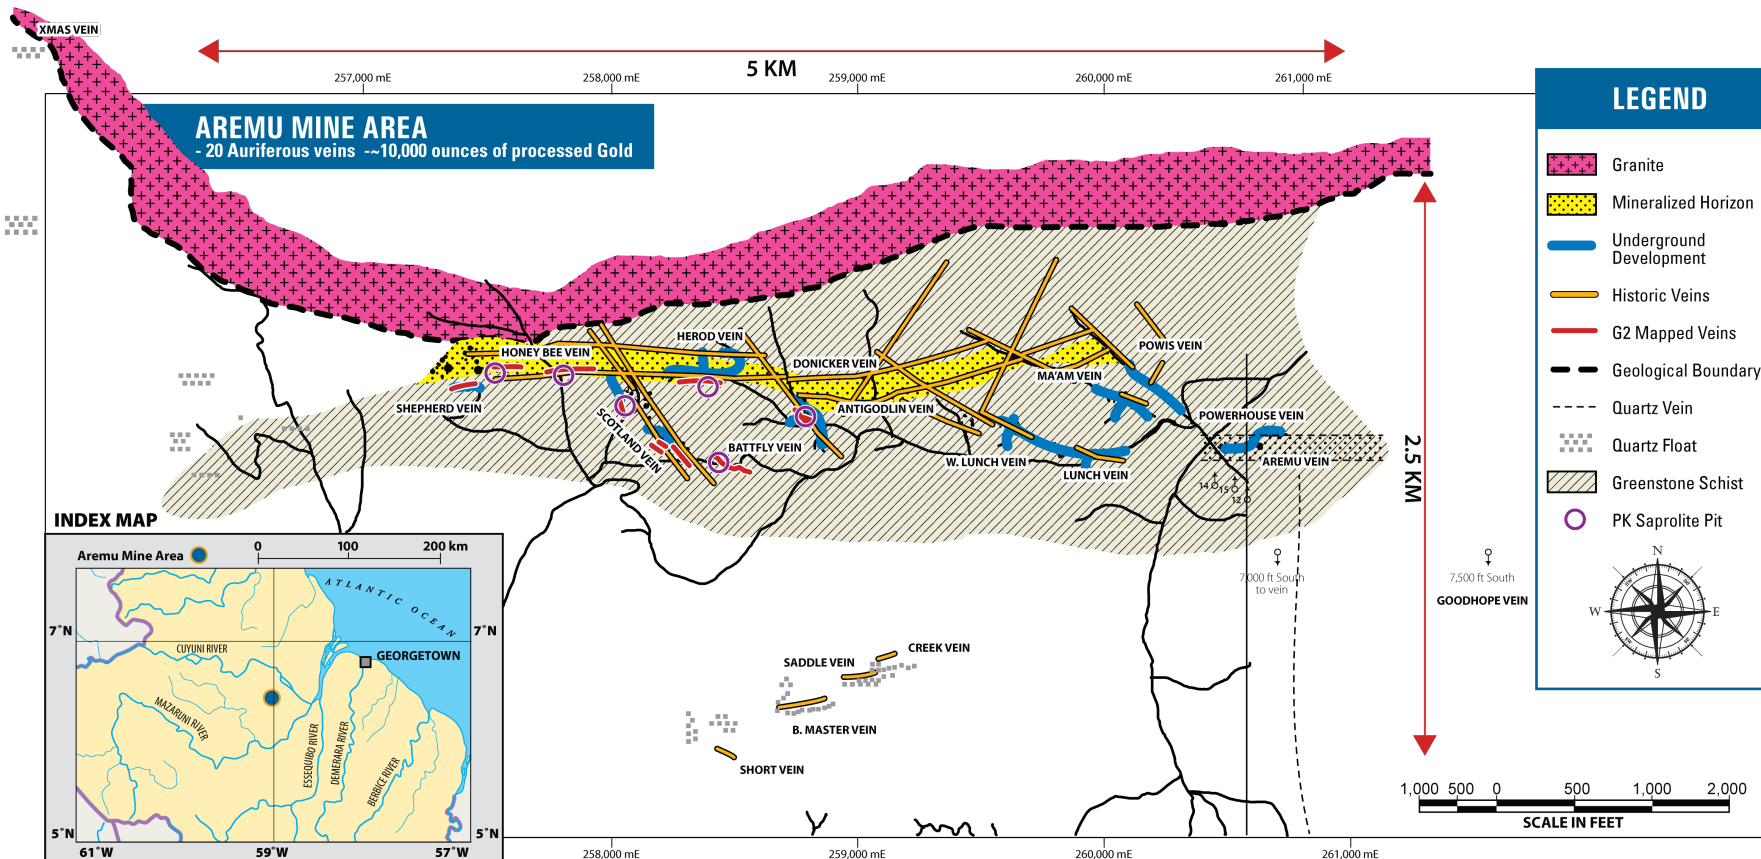 XMAS VEIN
5 KM
257,000 mE
258,000 mE
259,000 mE
260,000 mE
261,000 mE
AREMU MINE AREA
- 20 Auriferous veins -~10,000 ounces of processed Gold
LEGEND
Granite
Mineralized Horizon
Underground
Development
Historic Veins
G2 Mapped Veins
Geological Boundary
Quartz Vein
Quartz Float
Greenstone Schist
PK Saprolite Pit
N
W
E
S
HEROD VEIN
HONEY BEE VEIN
DONICKER VEIN
POWIS VEIN
MA'AM VEIN
SHEPHERD VEIN
ANTIGODLIN VEIN
POWERHOUSE VEIN
SCOTLAND VEIN
BATTFLY VEIN
W. LUNCH VEIN
AREMU VEIN
LUNCH VEIN
14
15
12
2.5 KM
7,000 ft South
to vein
7,500 ft South
GOODHOPE VEIN
CREEK VEIN
SADDLE VEIN
B. MASTER VEIN
SHORT VEIN
INDEX MAP
Aremu Mine Area
0
100
200 km
ATLANTIC OCEAN
7°N
7°N
CUYUNI RIVER
GEORGETOWN
MAZARUNI RIVER
ESSEQUIBO RIVER
DEMERARA RIVER
BERBICE RIVER
5°N
5°N
61°W
59°W
57°W
1,000
500
0
500
1,000
2,000
SCALE IN FEET
258,000 mE
259,000 mE
260,000 mE
261,000 mE